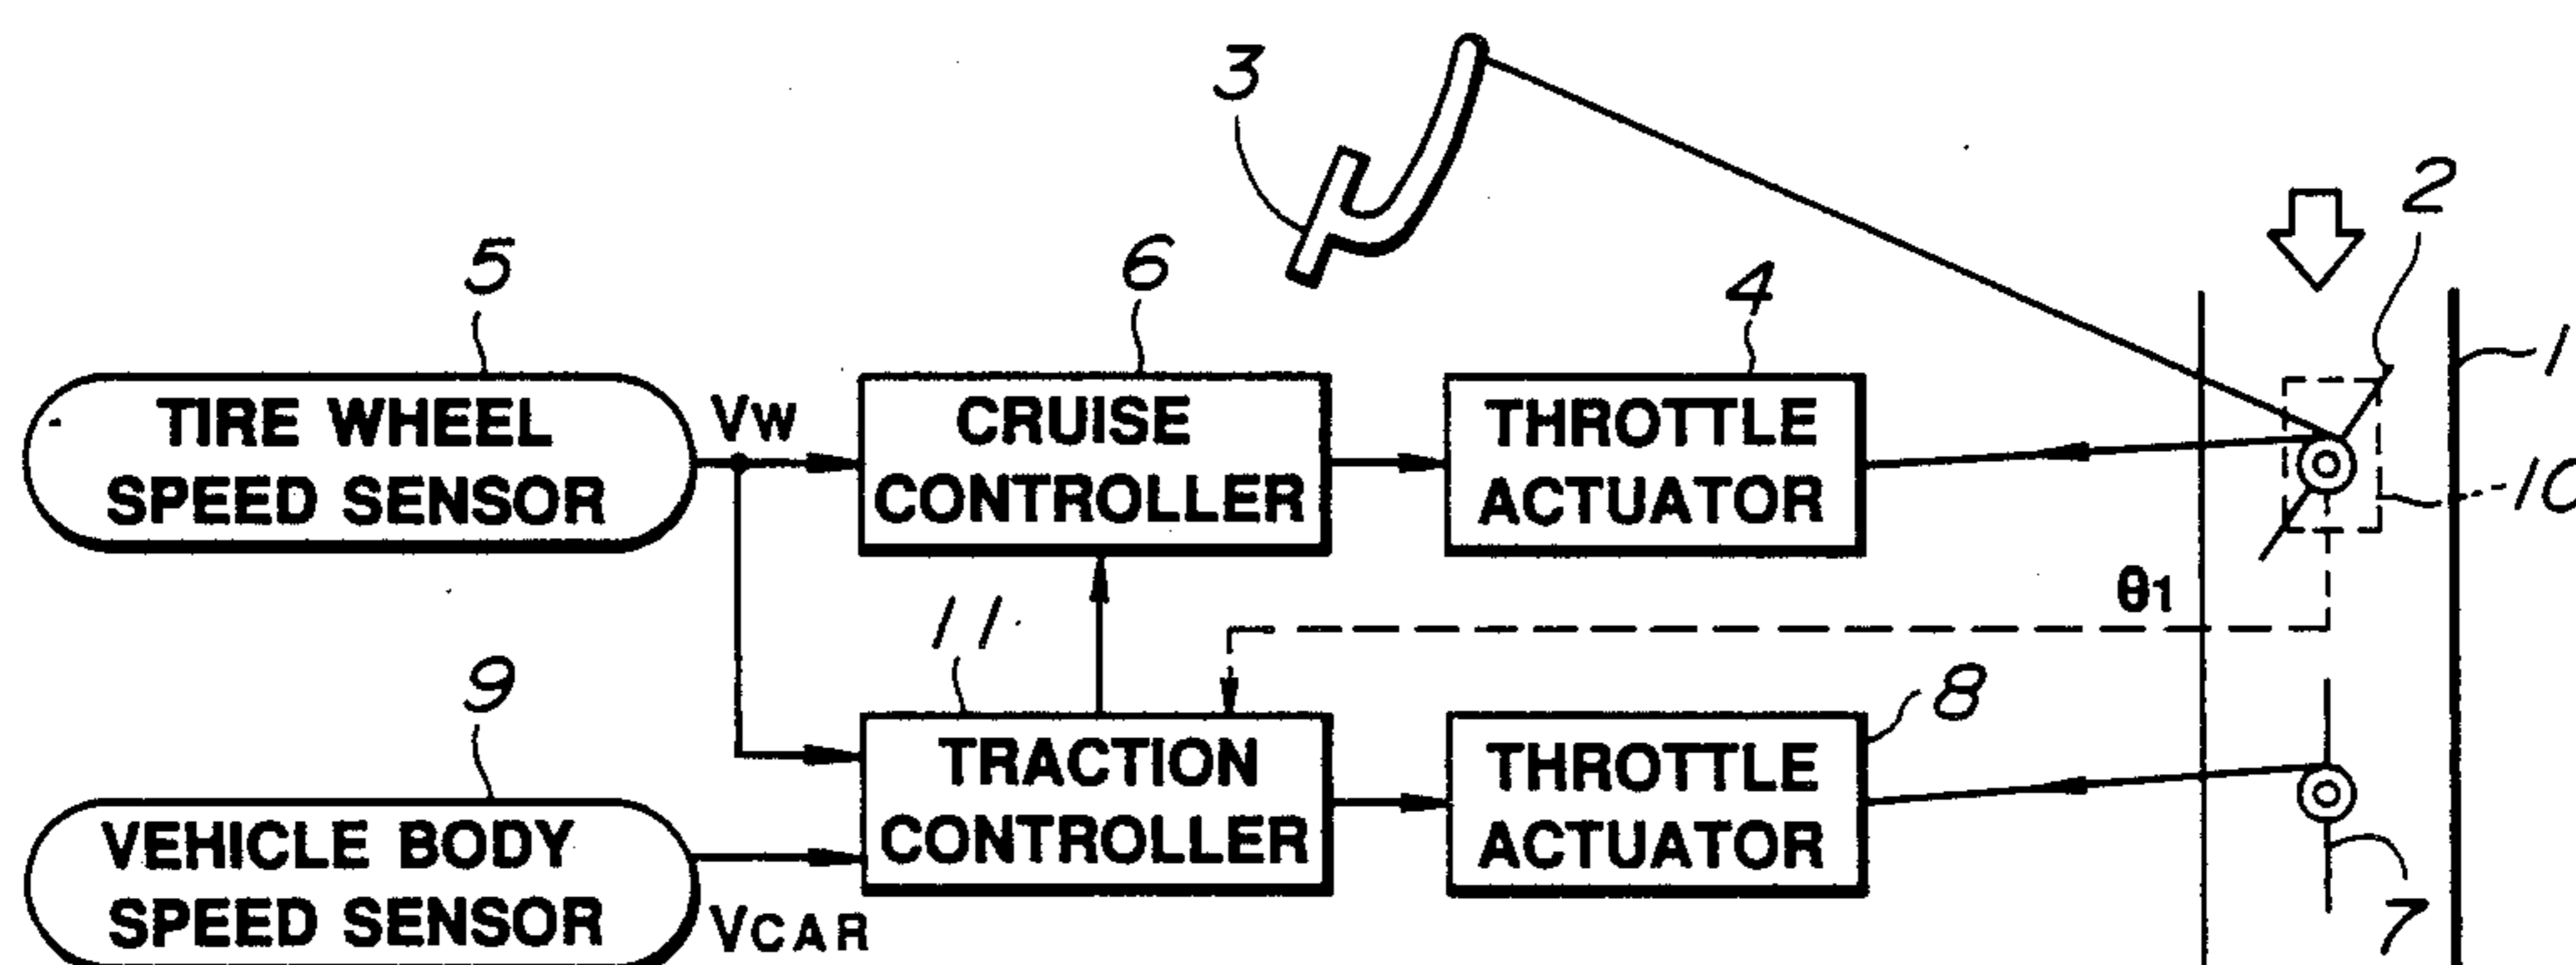 3
2
5
6
4
1
TIRE WHEEL
SPEED SENSOR
VW
CRUISE
CONTROLLER
THROTTLE
ACTUATOR
10
θ1
11
9
8
TRACTION
CONTROLLER
THROTTLE
ACTUATOR
VEHICLE BODY
SPEED SENSOR
VCAR
7